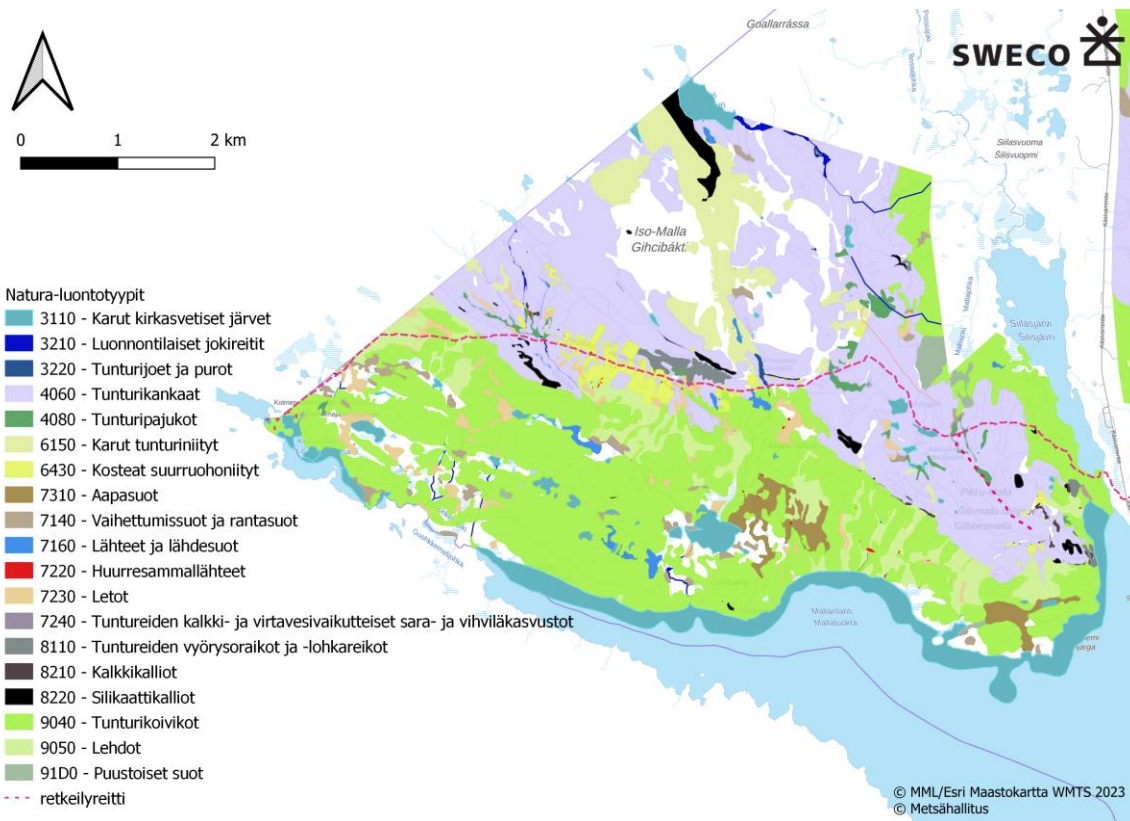 Goallarrássa
SWECO
0 1 2 km
Siilasvuoma
Šilisvuopmi
Iso-Malla
Gihcibákti
Siilasjärvi
Šilisjávri
Natura-luontotyypit
3110 - Karut kirkasvetiset järvet
3210 - Luonnontilaiset jokireitit
3220 - Tunturijoet ja purot
4060 - Tunturikankaat
4080 - Tunturipajukot
6150 - Karut tunturiniityt
6430 - Kosteat suurruohoniityt
7310 - Aapasuot
7140 - Vaihettumissuot ja rantasuot
7160 - Lähteet ja lähdesuot
7220 - Huurresammallähteet
7230 - Letot
7240 - Tuntureiden kalkki- ja virtavesivaikutteiset sara- ja vihviläkasvustot
8110 - Tuntureiden vyörysoraikot ja -lohkareikot
8210 - Kalkkikalliot
8220 - Silikaattikalliot
9040 - Tunturikoivikot
9050 - Lehdot
91D0 - Puustoiset suot
retkeilyreitti
Mallanlahti
Mallaluokta
© MML/Esri Maastokartta WMTS 2023
© Metsähallitus